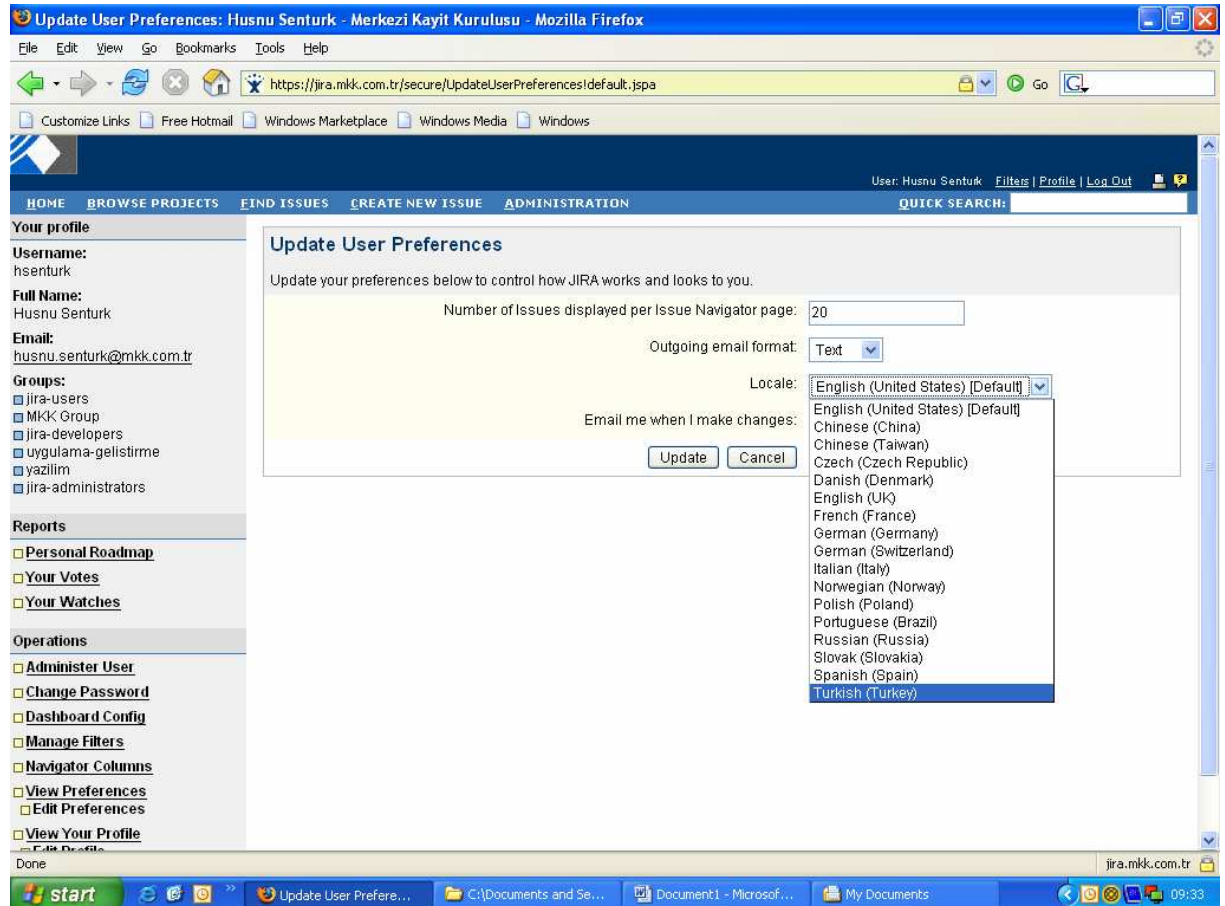 Update User Preferences: Husnu Senturk - Merkezi Kayit Kurulusu - Mozilla Firefox
File Edit View Go Bookmarks Tools Help
https://jira.mkk.com.tr/secure/UpdateUserPreferences!default.jspa Go G
Customize Links Free Hotmail Windows Marketplace Windows Media Windows
User: Husnu Senturk Filters | Profile | Log Out
HOME BROWSE PROJECTS FIND ISSUES CREATE NEW ISSUE ADMINISTRATION QUICK SEARCH:
Your profile
Username:
hsenturk
Full Name:
Husnu Senturk
Email:
husnu.senturk@mkk.com.tr
Groups:
jira-users
MKK Group
jira-developers
uygulama-gelistirme
yazilim
jira-administrators
Reports
Personal Roadmap
Your Votes
Your Watches
Operations
Administer User
Change Password
Dashboard Config
Manage Filters
Navigator Columns
View Preferences
Edit Preferences
View Your Profile
Edit Profile
Update User Preferences
Update your preferences below to control how JIRA works and looks to you.
Number of Issues displayed per Issue Navigator page: 20
Outgoing email format: Text
Locale: English (United States) [Default]
Email me when I make changes:
Update Cancel
English (United States) [Default]
Chinese (China)
Chinese (Taiwan)
Czech (Czech Republic)
Danish (Denmark)
English (UK)
French (France)
German (Germany)
German (Switzerland)
Italian (Italy)
Norwegian (Norway)
Polish (Poland)
Portuguese (Brazil)
Russian (Russia)
Slovak (Slovakia)
Spanish (Spain)
Turkish (Turkey)
Done jira.mkk.com.tr
start Update User Prefere... C:\Documents and Se... Document1 - Microsof... My Documents 09:33